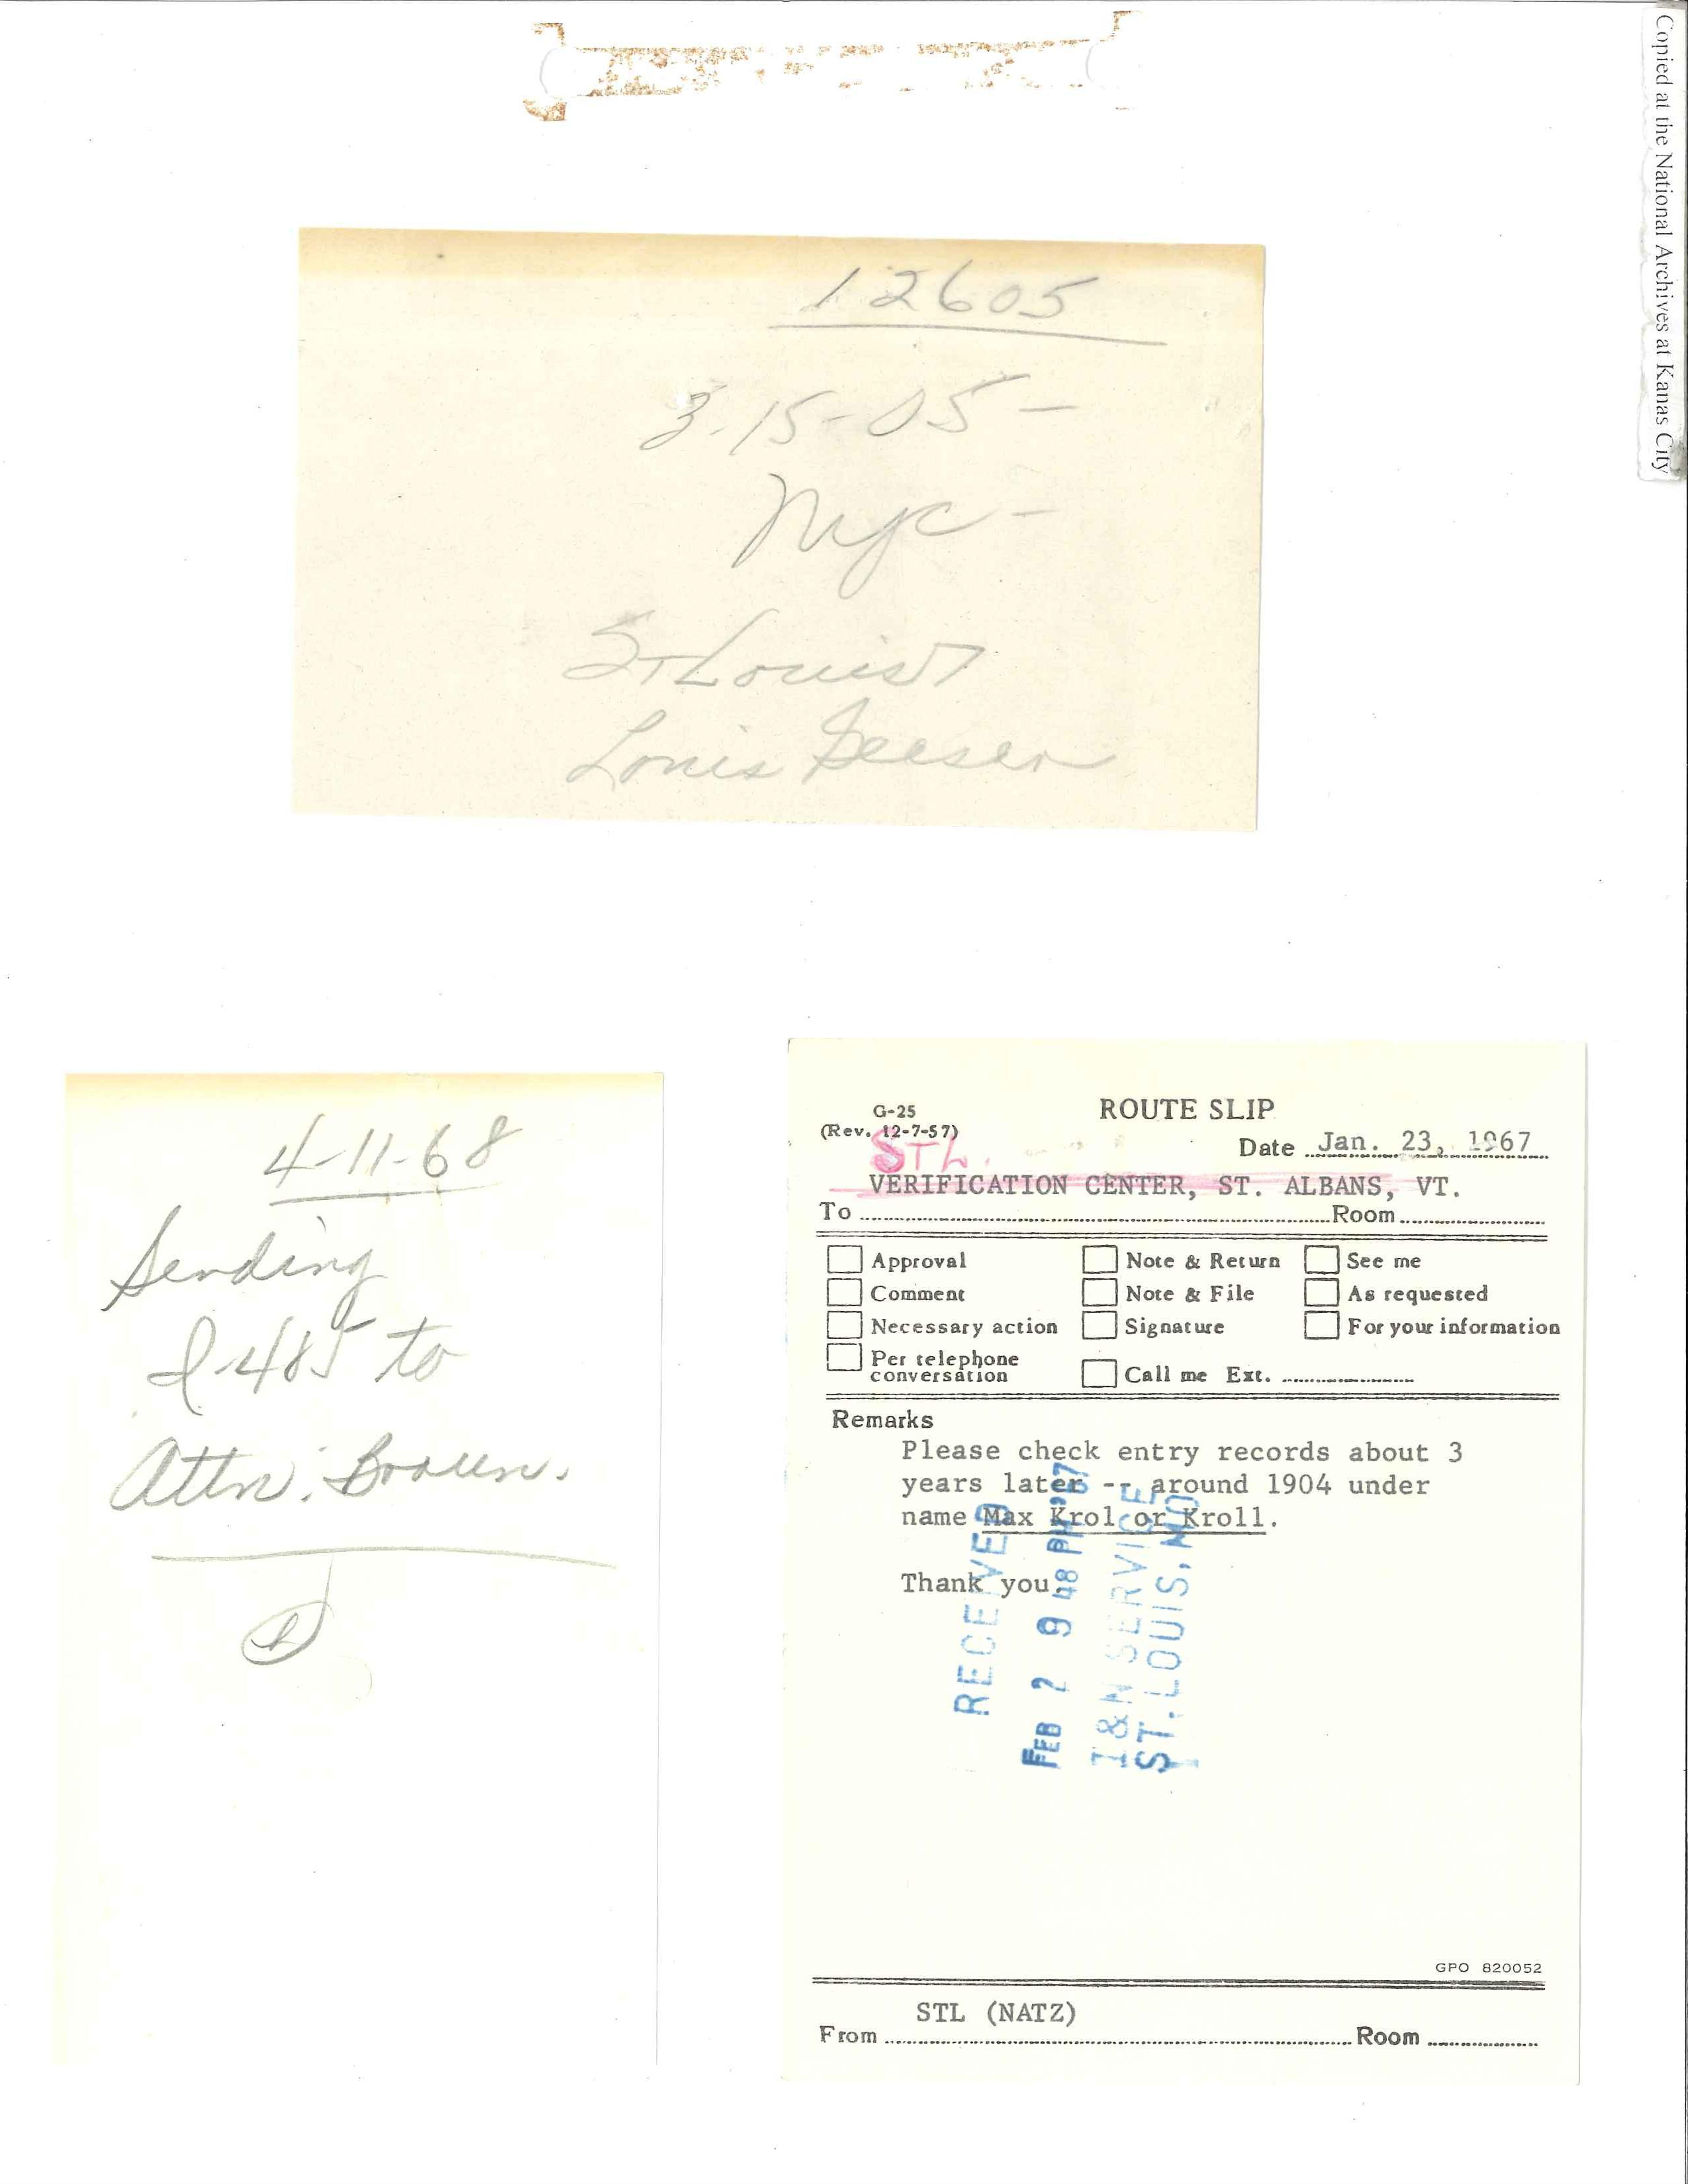 Copied at the National Archives at Kanas City
12605
3-15-05-
Nyc-
St Louis
Louis
4-11-68
Sending
I-485 to
Attn: Braun.
G-25
(Rev. 12-7-57)
ROUTE SLIP
STL.
Date Jan. 23, 1967
VERIFICATION CENTER, ST. ALBANS, VT.
To Room
Approval Note & Return See me
Comment Note & File As requested
Necessary action Signature For your information
Per telephone
conversation Call me Ext.
Remarks
Please check entry records about 3
years later -- around 1904 under
name Max Krol or Kroll.
Thank you.
RECEIVED
FEB 2 9 48 PM '67
I & N SERVICE
ST. LOUIS, MO
GPO 820052
STL (NATZ)
From Room